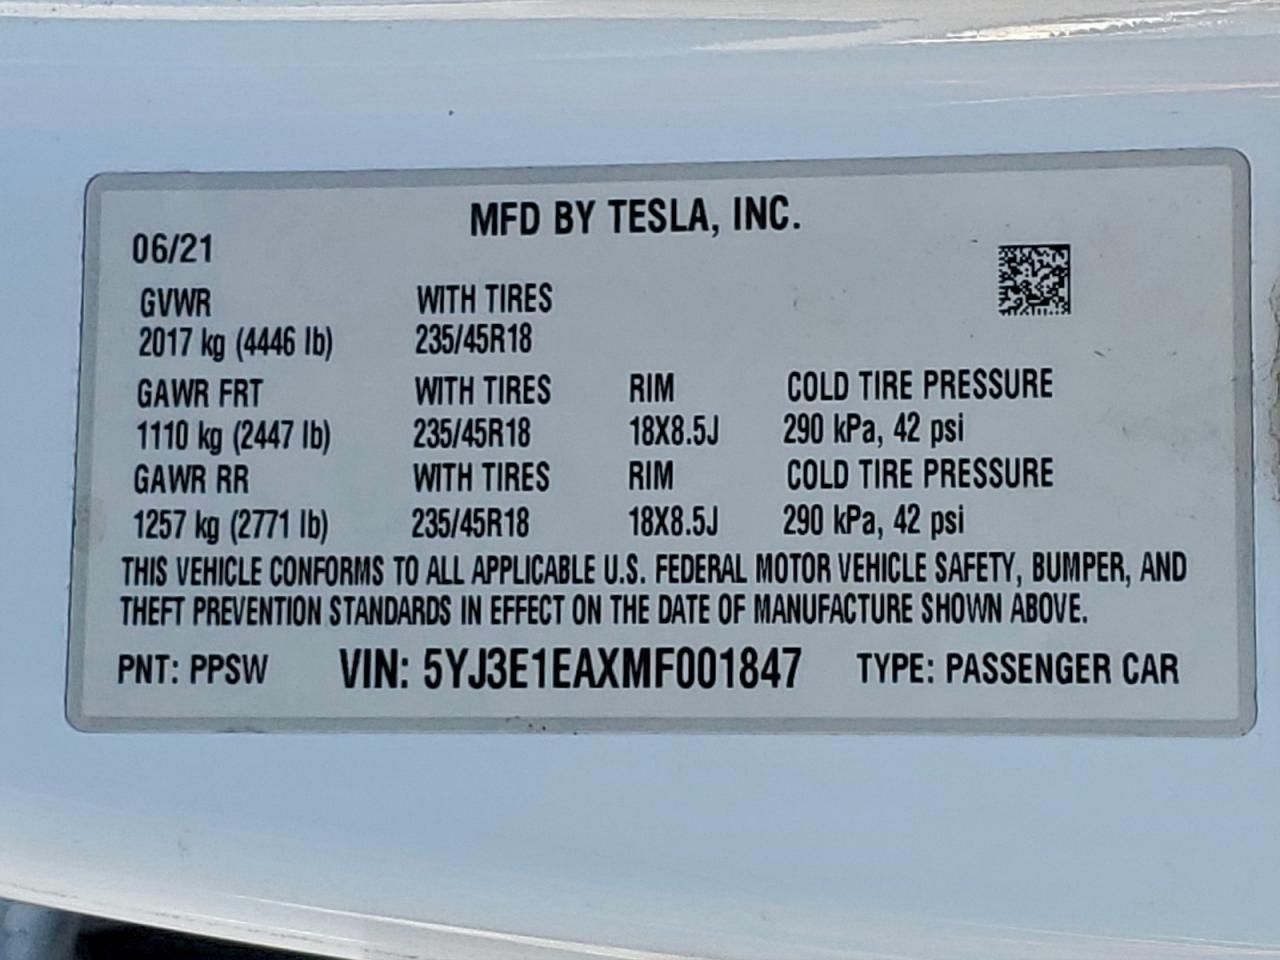 MFD BY TESLA, INC.
06/21
GVWR WITH TIRES
2017 kg (4446 lb) 235/45R18
GAWR FRT WITH TIRES RIM COLD TIRE PRESSURE
1110 kg (2447 lb) 235/45R18 18X8.5J 290 kPa, 42 psi
GAWR RR WITH TIRES RIM COLD TIRE PRESSURE
1257 kg (2771 lb) 235/45R18 18X8.5J 290 kPa, 42 psi
THIS VEHICLE CONFORMS TO ALL APPLICABLE U.S. FEDERAL MOTOR VEHICLE SAFETY, BUMPER, AND
THEFT PREVENTION STANDARDS IN EFFECT ON THE DATE OF MANUFACTURE SHOWN ABOVE.
PNT: PPSW VIN: 5YJ3E1EAXMF001847 TYPE: PASSENGER CAR